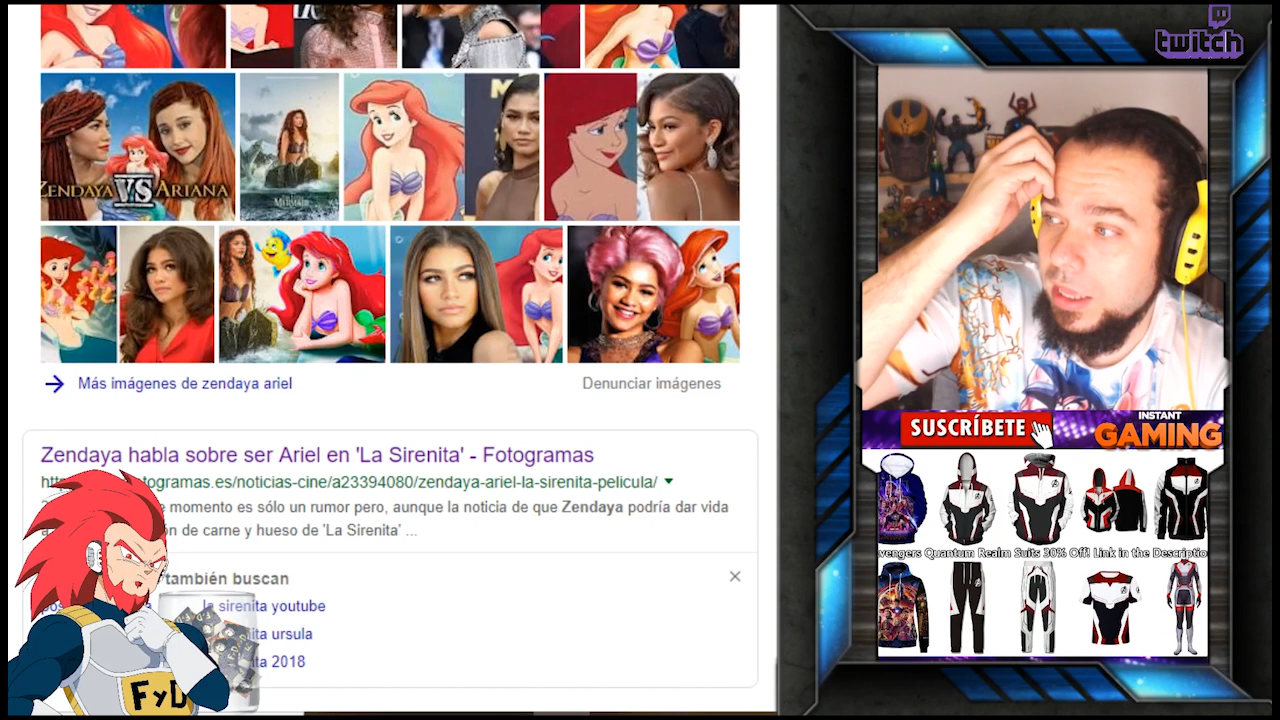 twitch
ZENDAYA VS ARIANA
Más imágenes de zendaya ariel
Denunciar imágenes
SUSCRÍBETE
INSTANT
GAMING
Zendaya habla sobre ser Ariel en 'La Sirenita' - Fotogramas
togramas.es/noticias-cine/a23394080/zendaya-ariel-la-sirenita-pelicula/
momento es sólo un rumor pero, aunque la noticia de que Zendaya podría dar vida
de carne y hueso de 'La Sirenita' ...
vengers Quantum Realm Suits 30% Off! Link in the Descriptio
también buscan
la sirenita youtube
ursula
2018
FyD